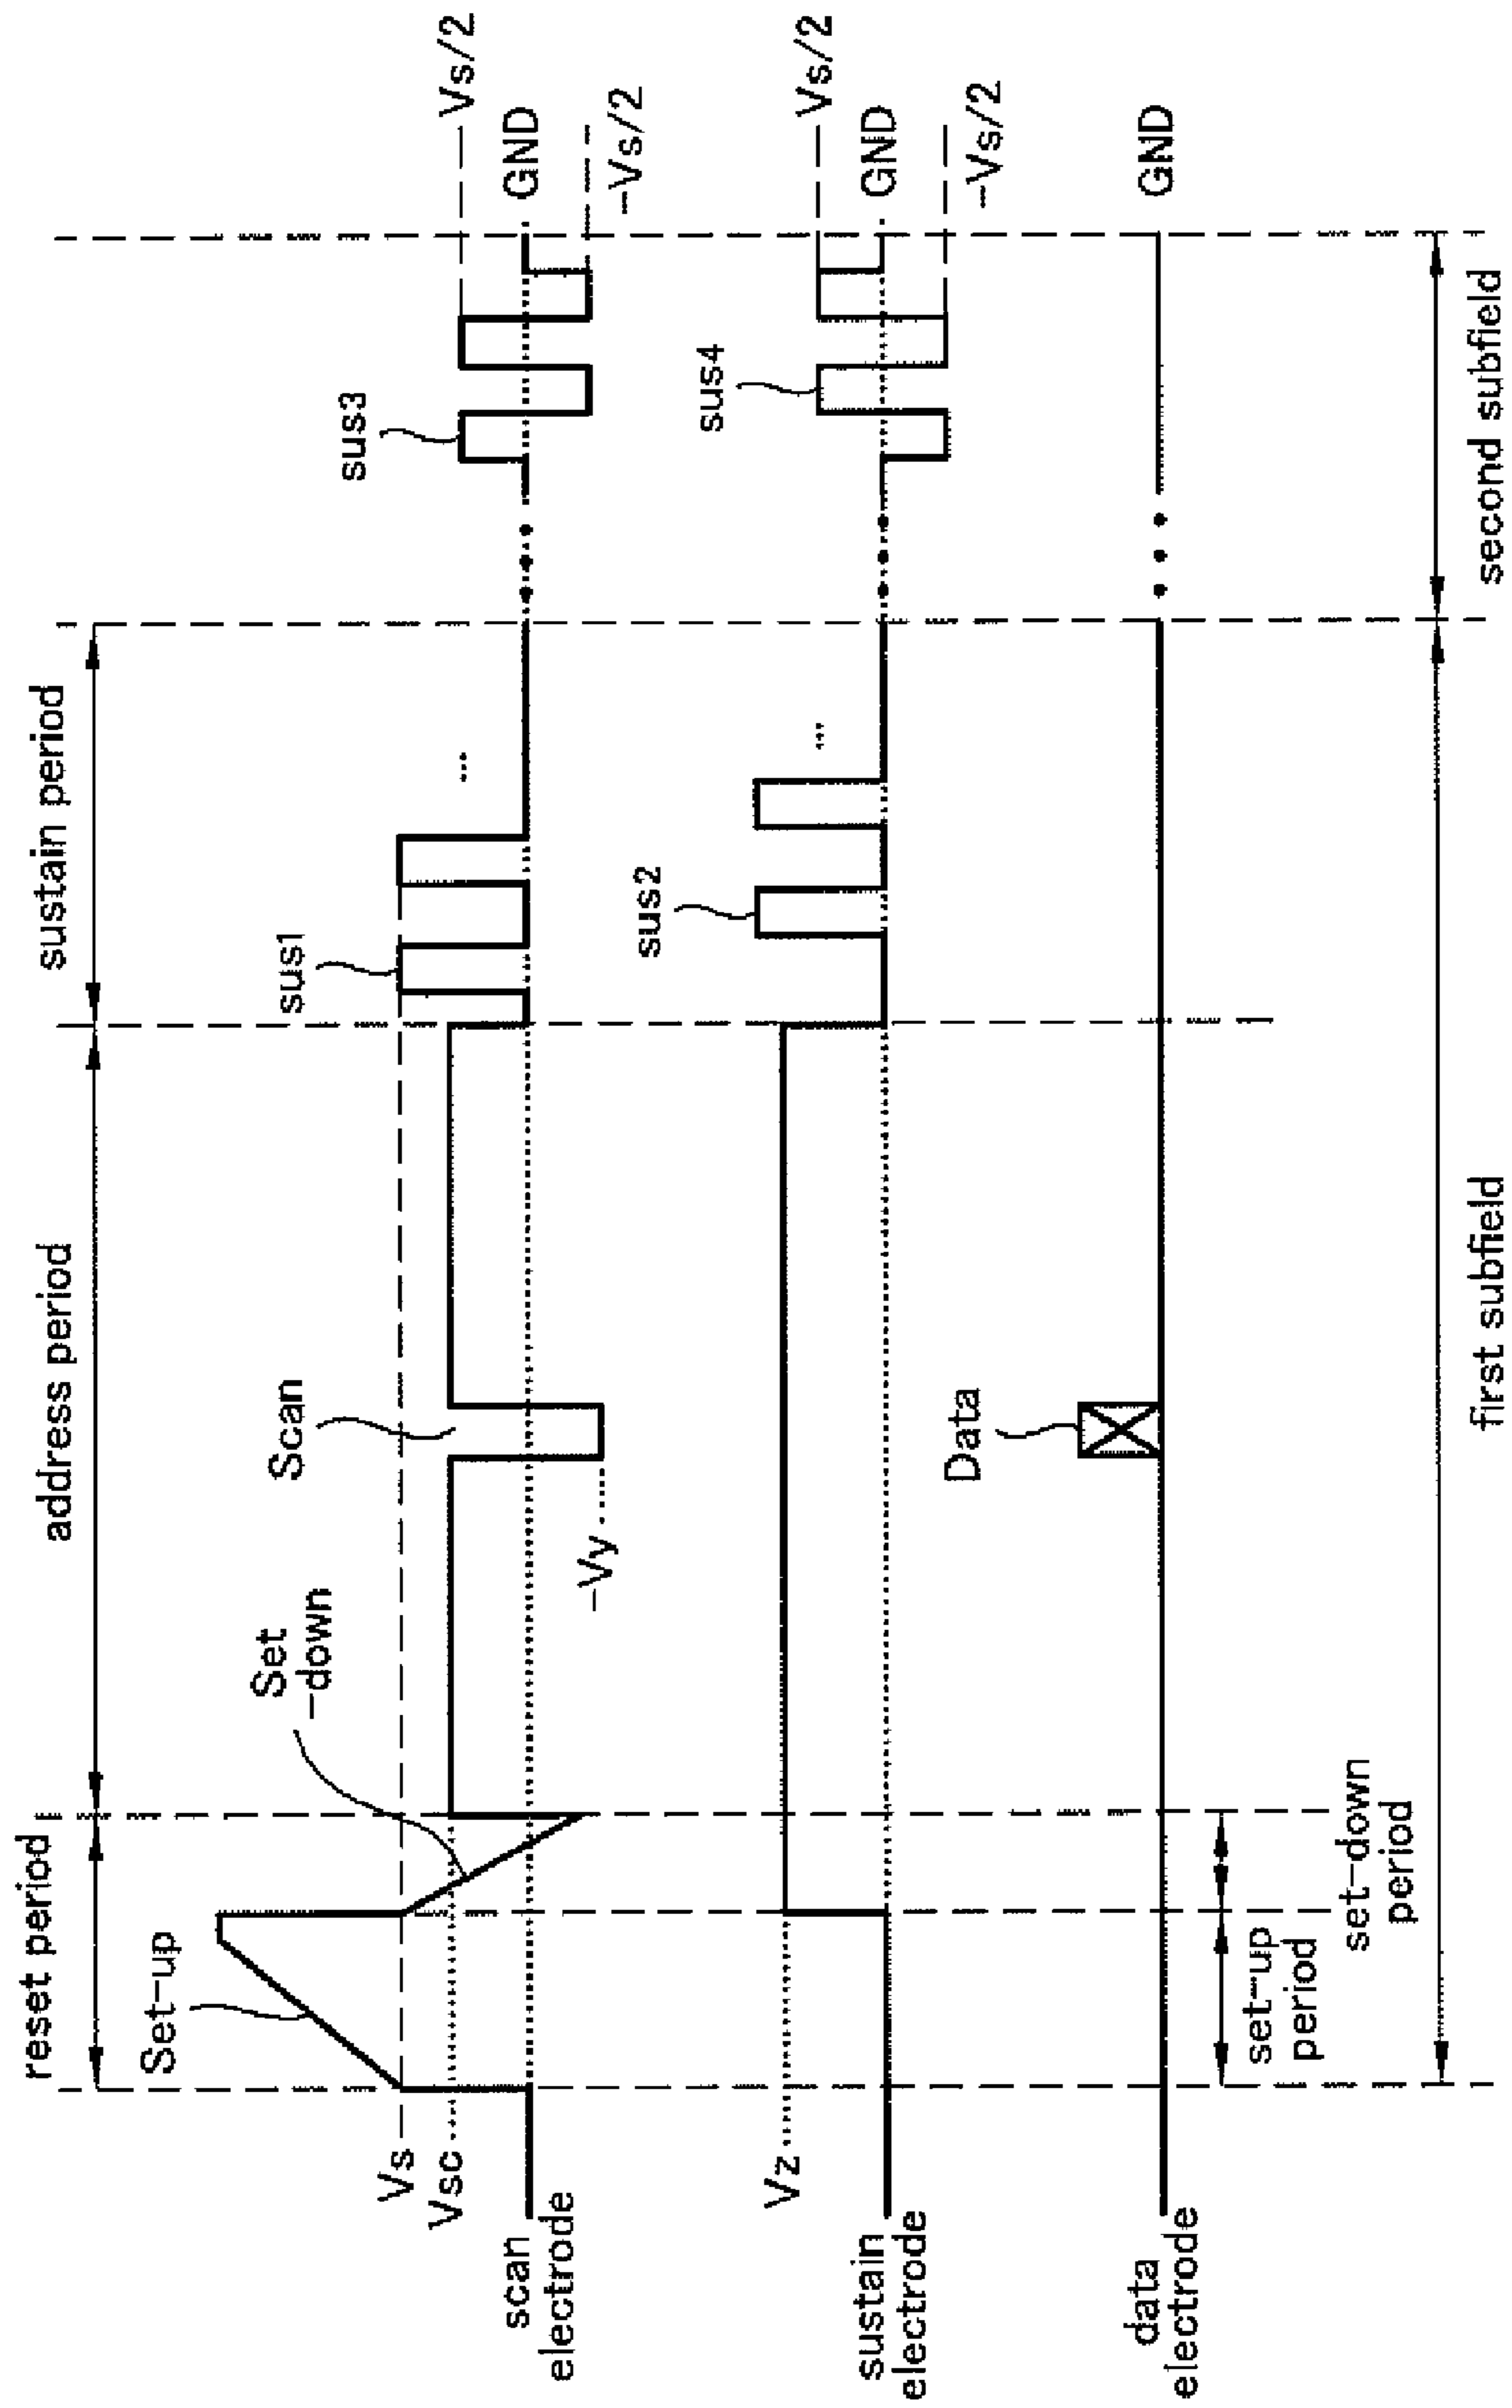 reset period
address period
sustain period
Set-up
Set
-down
Scan
sus1
sus3
Vs
Vsc
-Vy
Vs/2
GND
-Vs/2
scan
electrode
sus2
sus4
Vz
Vs/2
GND
-Vs/2
sustain
electrode
Data
GND
data
electrode
set-up
period
set-down
period
first subfield
second subfield